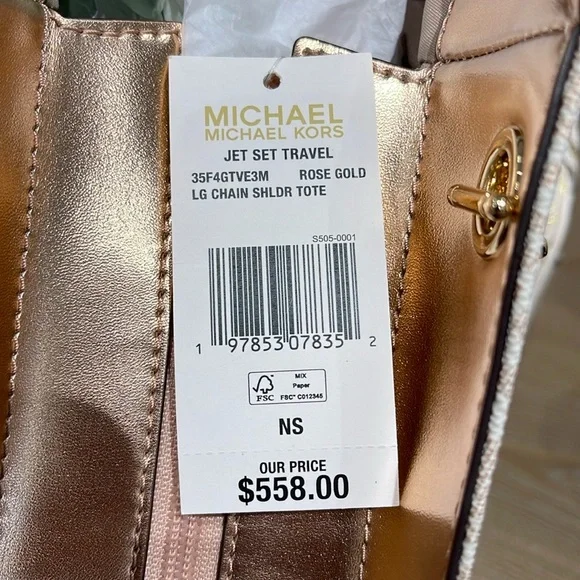 MICHAEL
MICHAEL KORS
JET SET TRAVEL
35F4GTVE3M ROSE GOLD
LG CHAIN SHLDR TOTE
S505-0001
1 97853 07835 2
FSC
MIX
Paper
FSC™ C012345
NS
OUR PRICE
$558.00